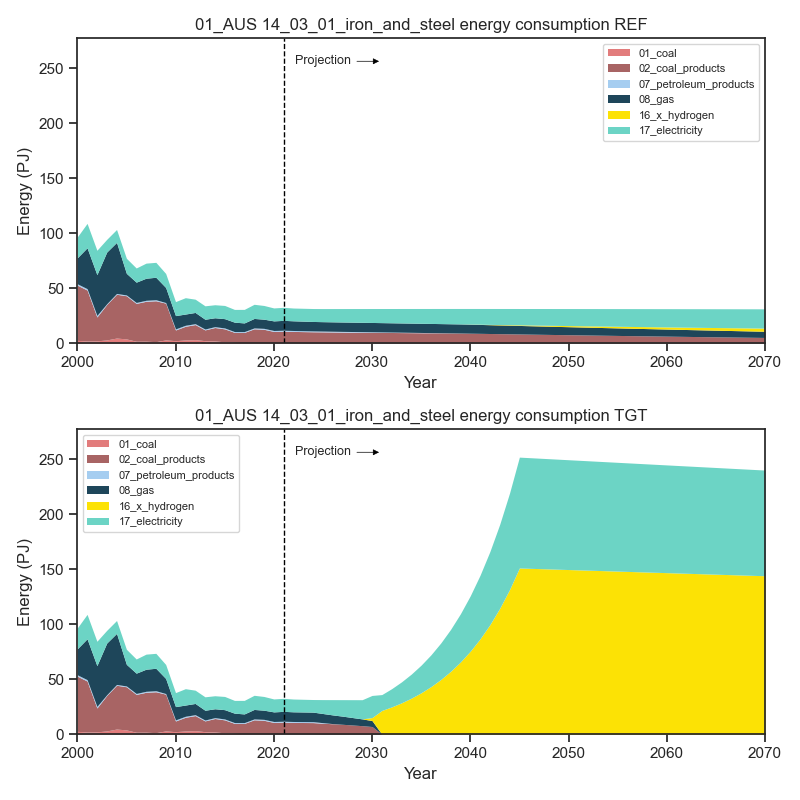 01_AUS 14_03_01_iron_and_steel energy consumption REF
Energy (PJ)
250
200
150
100
50
0
Projection
01_coal
02_coal_products
07_petroleum_products
08_gas
16_x_hydrogen
17_electricity
2000 2010 2020 2030 2040 2050 2060 2070
Year
01_AUS 14_03_01_iron_and_steel energy consumption TGT
Energy (PJ)
250
200
150
100
50
0
01_coal
02_coal_products
07_petroleum_products
08_gas
16_x_hydrogen
17_electricity
Projection
2000 2010 2020 2030 2040 2050 2060 2070
Year